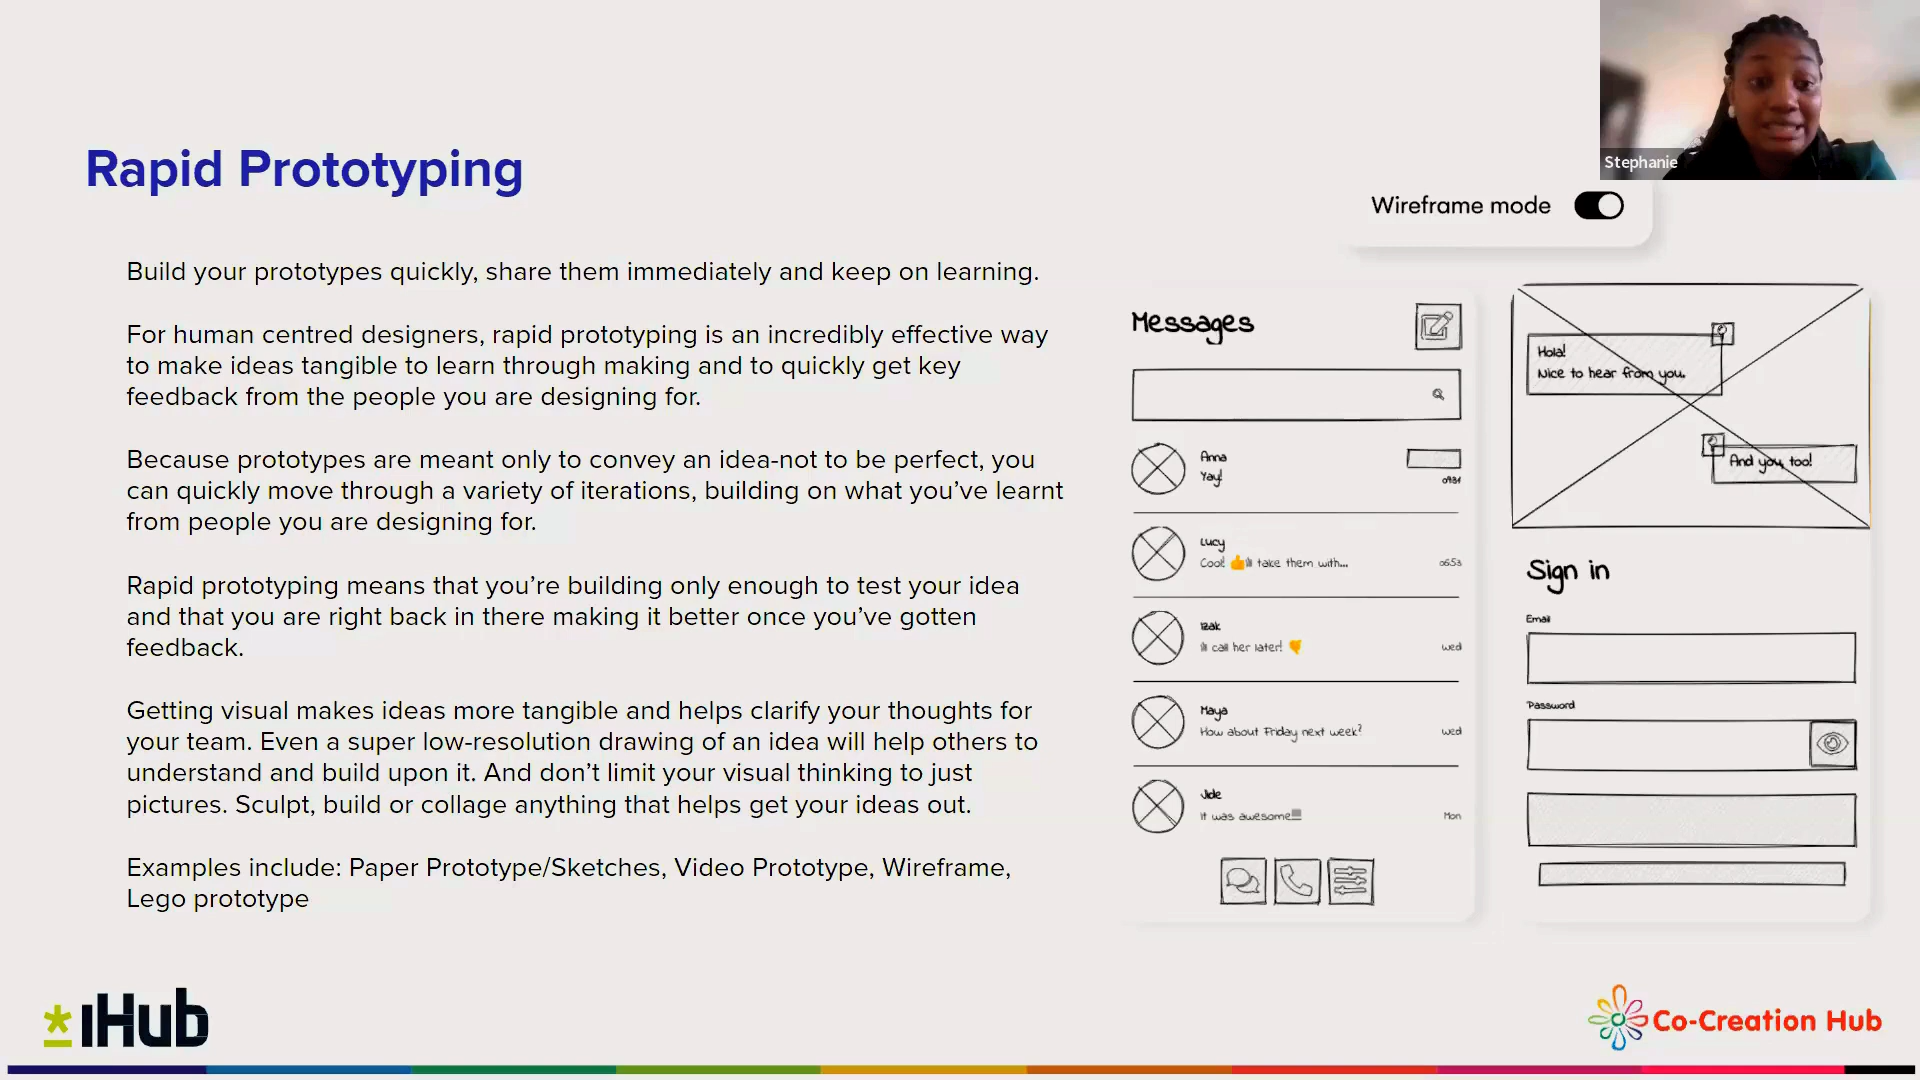 Stephanie
Rapid Prototyping
Wireframe mode
Build your prototypes quickly, share them immediately and keep on learning.
For human centred designers, rapid prototyping is an incredibly effective way
to make ideas tangible to learn through making and to quickly get key
feedback from the people you are designing for.
Because prototypes are meant only to convey an idea-not to be perfect, you
can quickly move through a variety of iterations, building on what you’ve learnt
from people you are designing for.
Rapid prototyping means that you’re building only enough to test your idea
and that you are right back in there making it better once you’ve gotten
feedback.
Getting visual makes ideas more tangible and helps clarify your thoughts for
your team. Even a super low-resolution drawing of an idea will help others to
understand and build upon it. And don’t limit your visual thinking to just
pictures. Sculpt, build or collage anything that helps get your ideas out.
Examples include: Paper Prototype/Sketches, Video Prototype, Wireframe,
Lego prototype
Messages
Anna
Yay!
0931
Lucy
Cool! 👍 I'll take them with...
0653
Izak
I'll call her later! 🧡
Wed
Maya
How about Friday next week?
Wed
Jide
It was awesome!!!
Mon
Hola!
Nice to hear from you.
And you, too!
Sign in
Email
Password
iHub
Co-Creation Hub